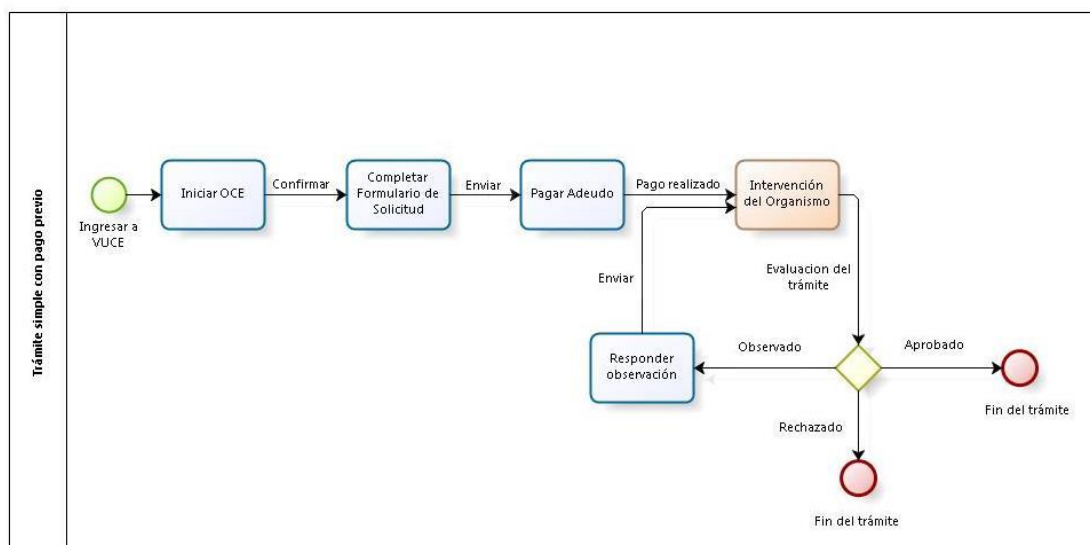 Trámite simple con pago previo
Ingresar a
VUCE
Iniciar OCE
Confirmar
Completar
Formulario de
Solicitud
Enviar
Pagar Adeudo
Pago realizado
Intervención
del Organismo
Enviar
Evaluacion del
trámite
Responder
observación
Observado
Aprobado
Fin del trámite
Rechazado
Fin del trámite